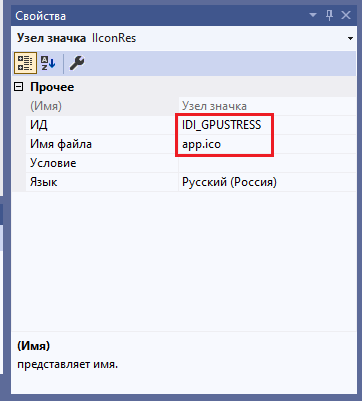 Свойства
Узел значка IIconRes
Прочее
(Имя) Узел значка
ИД IDI_GPUSTRESS
Имя файла app.ico
Условие
Язык Русский (Россия)
(Имя)
представляет имя.